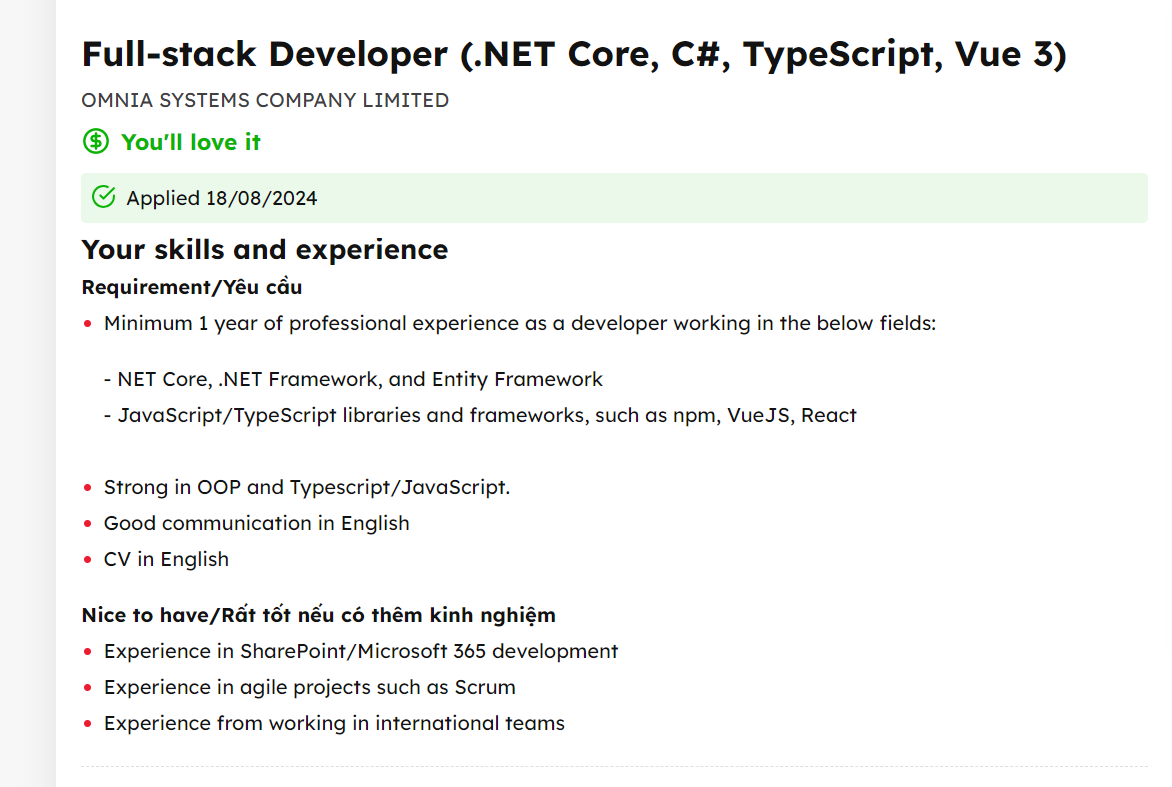 Full-stack Developer (.NET Core, C#, TypeScript, Vue 3)
OMNIA SYSTEMS COMPANY LIMITED
You'll love it
Applied 18/08/2024
Your skills and experience
Requirement/Yêu cầu
• Minimum 1 year of professional experience as a developer working in the below fields:
- NET Core, .NET Framework, and Entity Framework
- JavaScript/TypeScript libraries and frameworks, such as npm, VueJS, React
• Strong in OOP and Typescript/JavaScript.
• Good communication in English
• CV in English
Nice to have/Rất tốt nếu có thêm kinh nghiệm
• Experience in SharePoint/Microsoft 365 development
• Experience in agile projects such as Scrum
• Experience from working in international teams